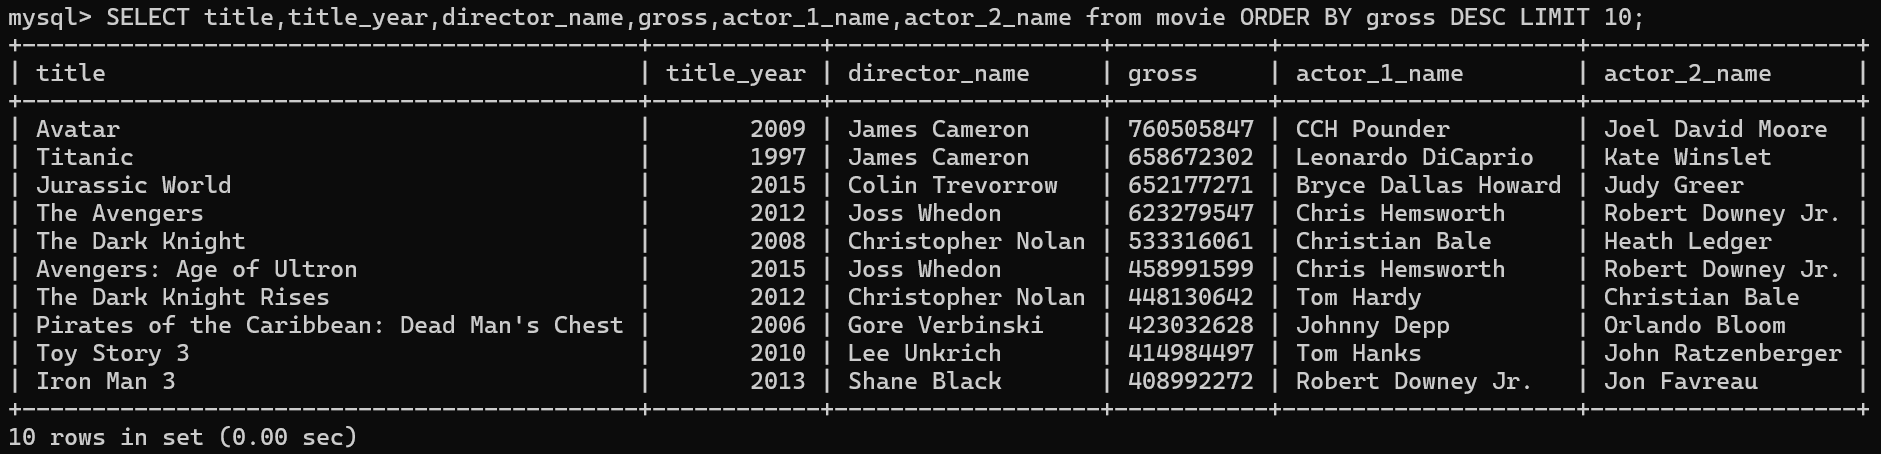 mysql> SELECT title,title_year,director_name,gross,actor_1_name,actor_2_name from movie ORDER BY gross DESC LIMIT 10;
+--------------------------------------------+------------+------------------+-----------+---------------------+------------------+
| title                                      | title_year | director_name     | gross     | actor_1_name        | actor_2_name      |
+--------------------------------------------+------------+------------------+-----------+---------------------+------------------+
| Avatar                                     |       2009 | James Cameron     | 760505847 | CCH Pounder         | Joel David Moore  |
| Titanic                                    |       1997 | James Cameron     | 658672302 | Leonardo DiCaprio   | Kate Winslet      |
| Jurassic World                             |       2015 | Colin Trevorrow   | 652177271 | Bryce Dallas Howard | Judy Greer        |
| The Avengers                               |       2012 | Joss Whedon       | 623279547 | Chris Hemsworth     | Robert Downey Jr. |
| The Dark Knight                            |       2008 | Christopher Nolan | 533316061 | Christian Bale      | Heath Ledger      |
| Avengers: Age of Ultron                    |       2015 | Joss Whedon       | 458991599 | Chris Hemsworth     | Robert Downey Jr. |
| The Dark Knight Rises                      |       2012 | Christopher Nolan | 448130642 | Tom Hardy           | Christian Bale    |
| Pirates of the Caribbean: Dead Man's Chest |       2006 | Gore Verbinski    | 423032628 | Johnny Depp         | Orlando Bloom     |
| Toy Story 3                                |       2010 | Lee Unkrich       | 414984497 | Tom Hanks           | John Ratzenberger |
| Iron Man 3                                 |       2013 | Shane Black       | 408992272 | Robert Downey Jr.   | Jon Favreau       |
+--------------------------------------------+------------+------------------+-----------+---------------------+------------------+
10 rows in set (0.00 sec)